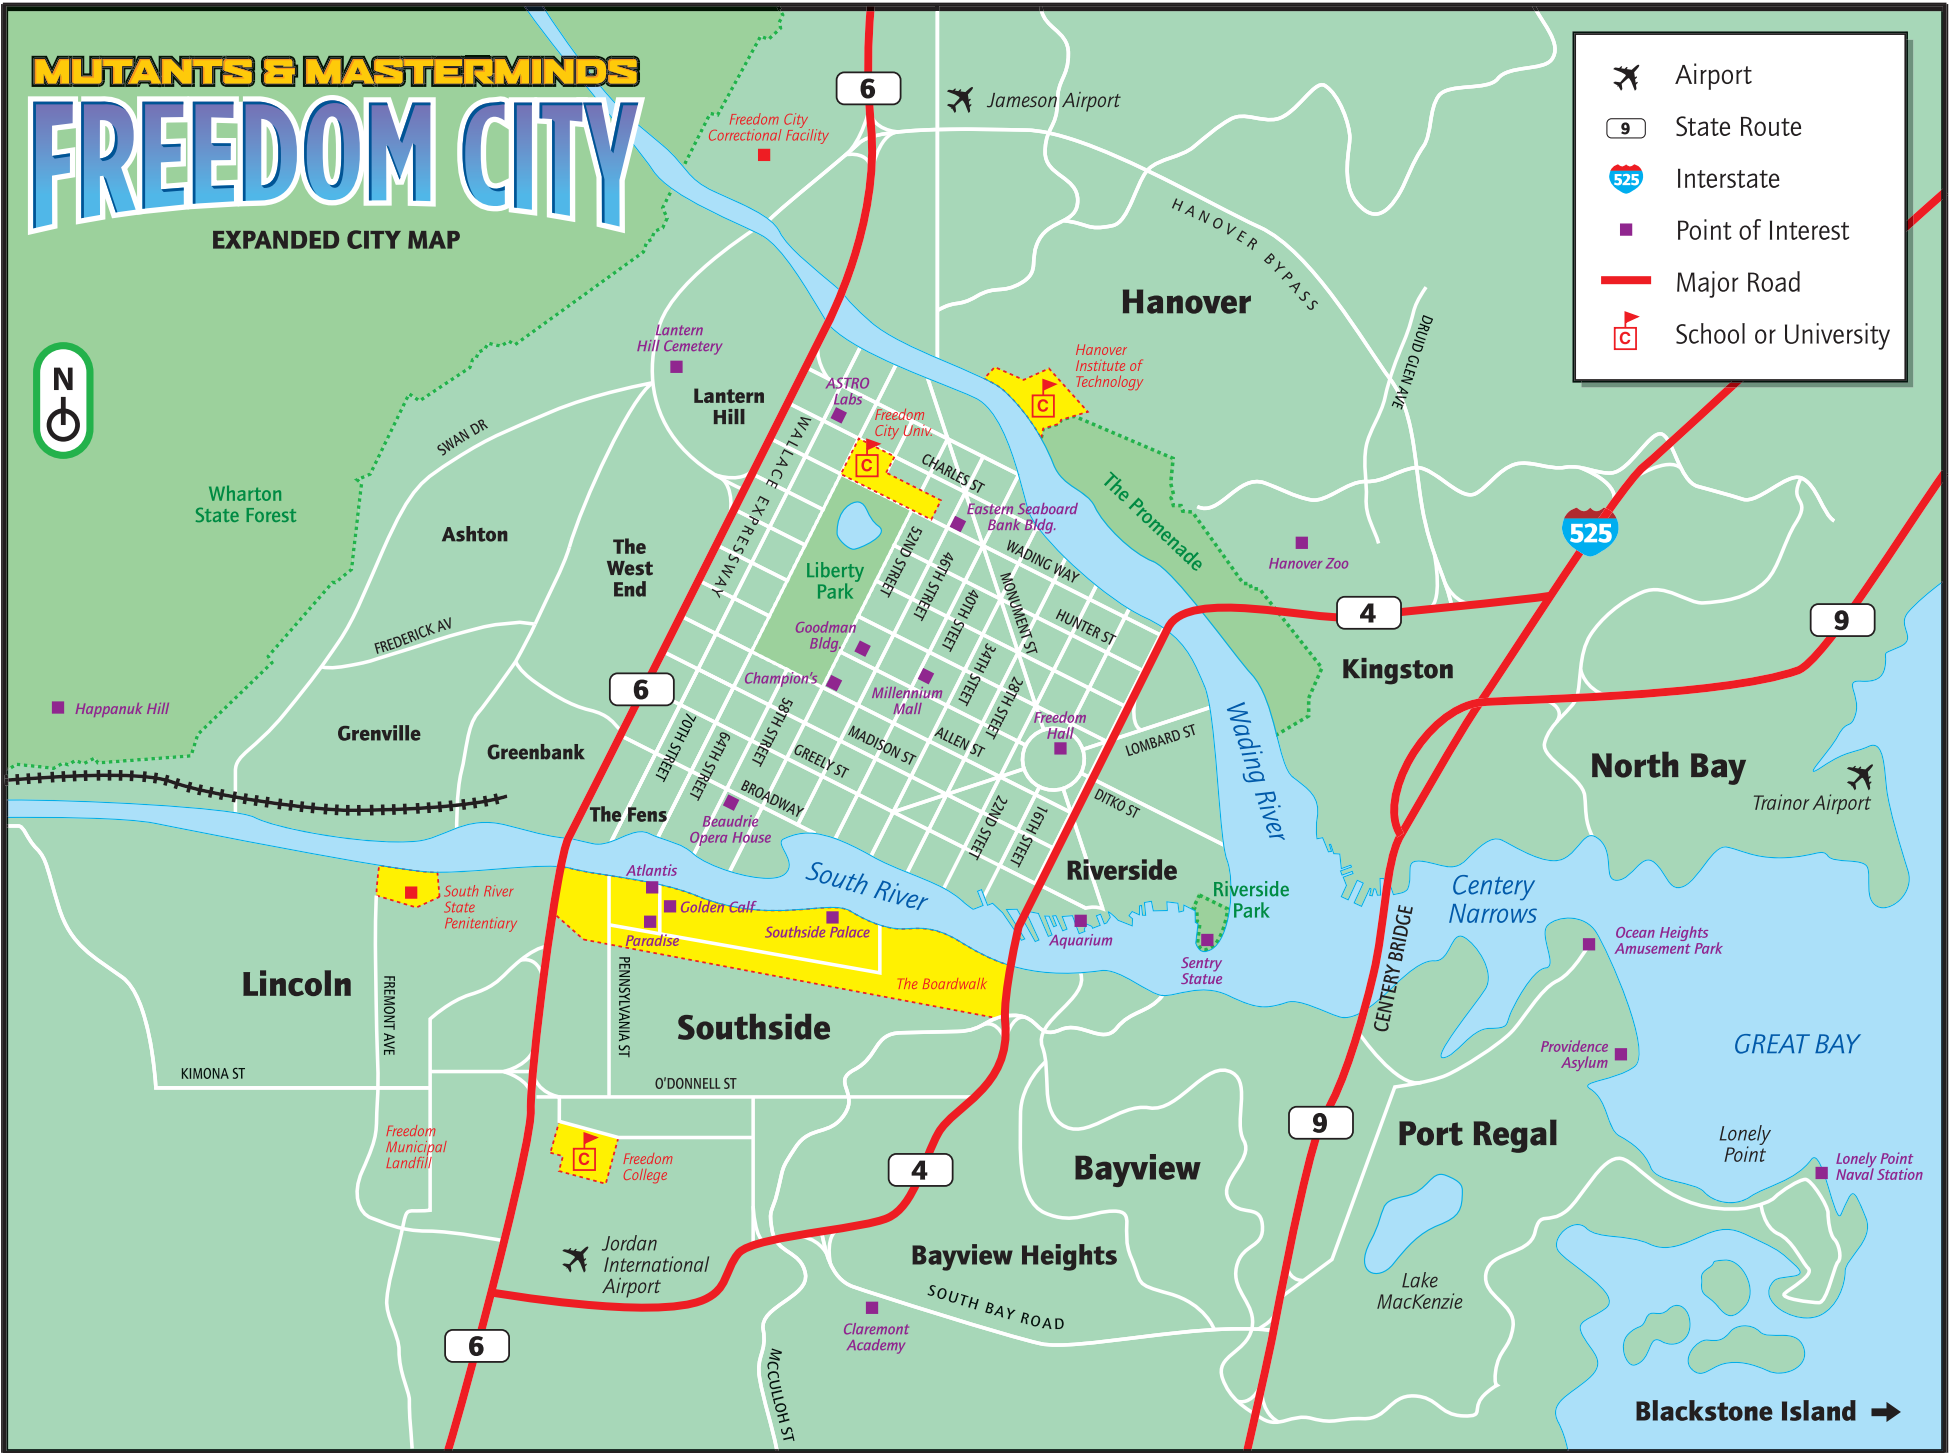 MUTANTS & MASTERMINDS
FREEDOM CITY
EXPANDED CITY MAP
N
Airport
9
State Route
525
Interstate
Point of Interest
Major Road
C
School or University
6
Jameson Airport
Freedom City
Correctional Facility
HANOVER BYPASS
Hanover
DRUID GLEN AVE
Lantern
Hill Cemetery
Lantern
Hill
ASTRO
Labs
Freedom
City Univ.
C
Hanover
Institute of
Technology
C
SWAN DR
WALLACE EXPRESSWAY
CHARLES ST
Wharton
State Forest
Ashton
The
West
End
Eastern Seaboard
Bank Bldg.
The Promenade
Hanover Zoo
525
Liberty
Park
52ND STREET
46TH STREET
40TH STEET
34TH STREET
28TH STREET
WADING WAY
MONUMENT ST
HUNTER ST
4
9
FREDERICK AV
Goodman
Bldg.
Champion's
Millennium
Mall
Kingston
6
Happanuk Hill
Grenville
Greenbank
70TH STREET
64TH STREET
58TH STREET
GREELY ST
MADISON ST
ALLEN ST
Freedom
Hall
LOMBARD ST
Wading River
North Bay
Trainor Airport
The Fens
BROADWAY
Beaudrie
Opera House
22ND STREET
16TH STREET
DITKO ST
Riverside
South River
Riverside
Park
Centery
Narrows
South River
State
Penitentiary
Atlantis
Golden Calf
Paradise
Southside Palace
Aquarium
Sentry
Statue
CENTERY BRIDGE
Ocean Heights
Amusement Park
Lincoln
FREMONT AVE
PENNSYLVANIA ST
The Boardwalk
Southside
GREAT BAY
Providence
Asylum
KIMONA ST
O'DONNELL ST
Freedom
Municipal
Landfill
C
Freedom
College
4
Bayview
9
Port Regal
Lonely
Point
Lonely Point
Naval Station
Jordan
International
Airport
Bayview Heights
SOUTH BAY ROAD
Lake
MacKenzie
Claremont
Academy
6
McCULLOH ST
Blackstone Island